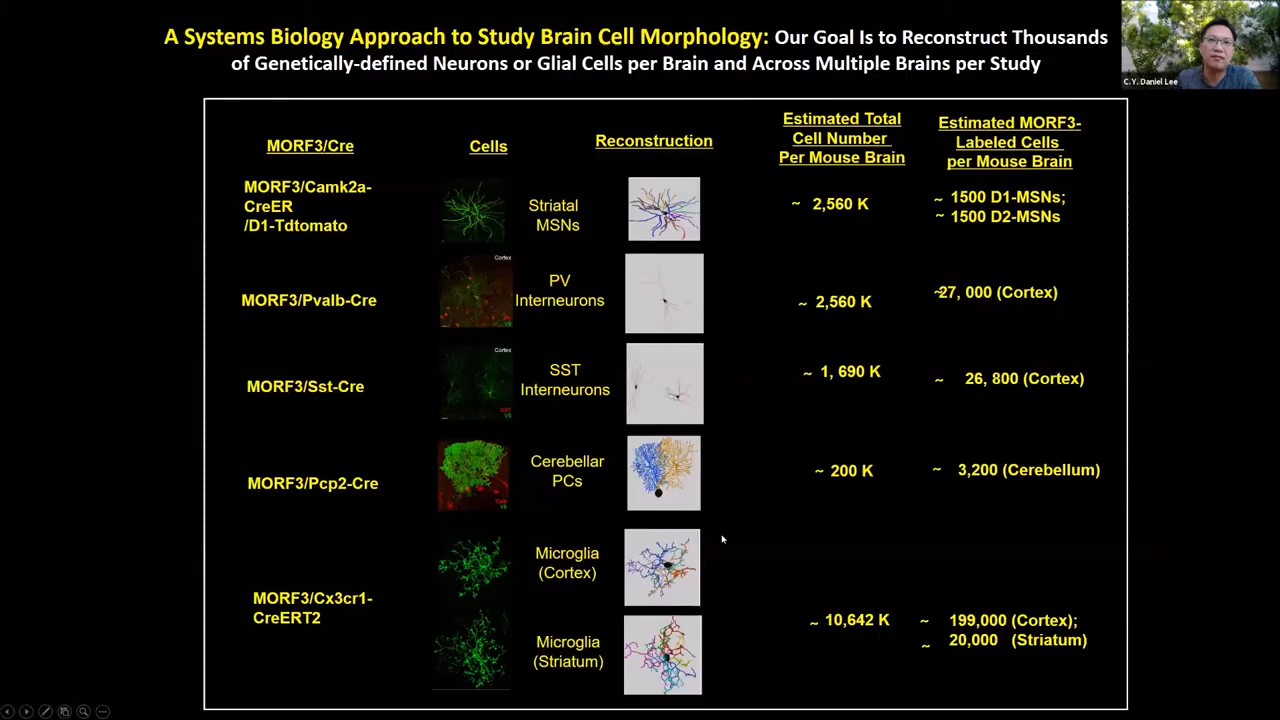 A Systems Biology Approach to Study Brain Cell Morphology: Our Goal Is to Reconstruct Thousands
of Genetically-defined Neurons or Glial Cells per Brain and Across Multiple Brains per Study
C.Y. Daniel Lee
MORF3/Cre
Cells
Reconstruction
Estimated Total
Cell Number
Per Mouse Brain
Estimated MORF3-
Labeled Cells
per Mouse Brain
MORF3/Camk2a-
CreER
/D1-Tdtomato
Striatal
MSNs
~ 2,560 K
~ 1500 D1-MSNs;
~ 1500 D2-MSNs
MORF3/Pvalb-Cre
Cortex
V5
PV
Interneurons
~ 2,560 K
~27, 000 (Cortex)
MORF3/Sst-Cre
Cortex
SST
V5
SST
Interneurons
~ 1, 690 K
~ 26, 800 (Cortex)
MORF3/Pcp2-Cre
V5
Cerebellar
PCs
~ 200 K
~ 3,200 (Cerebellum)
MORF3/Cx3cr1-
CreERT2
Microglia
(Cortex)
Microglia
(Striatum)
~ 10,642 K
~ 199,000 (Cortex);
~ 20,000 (Striatum)